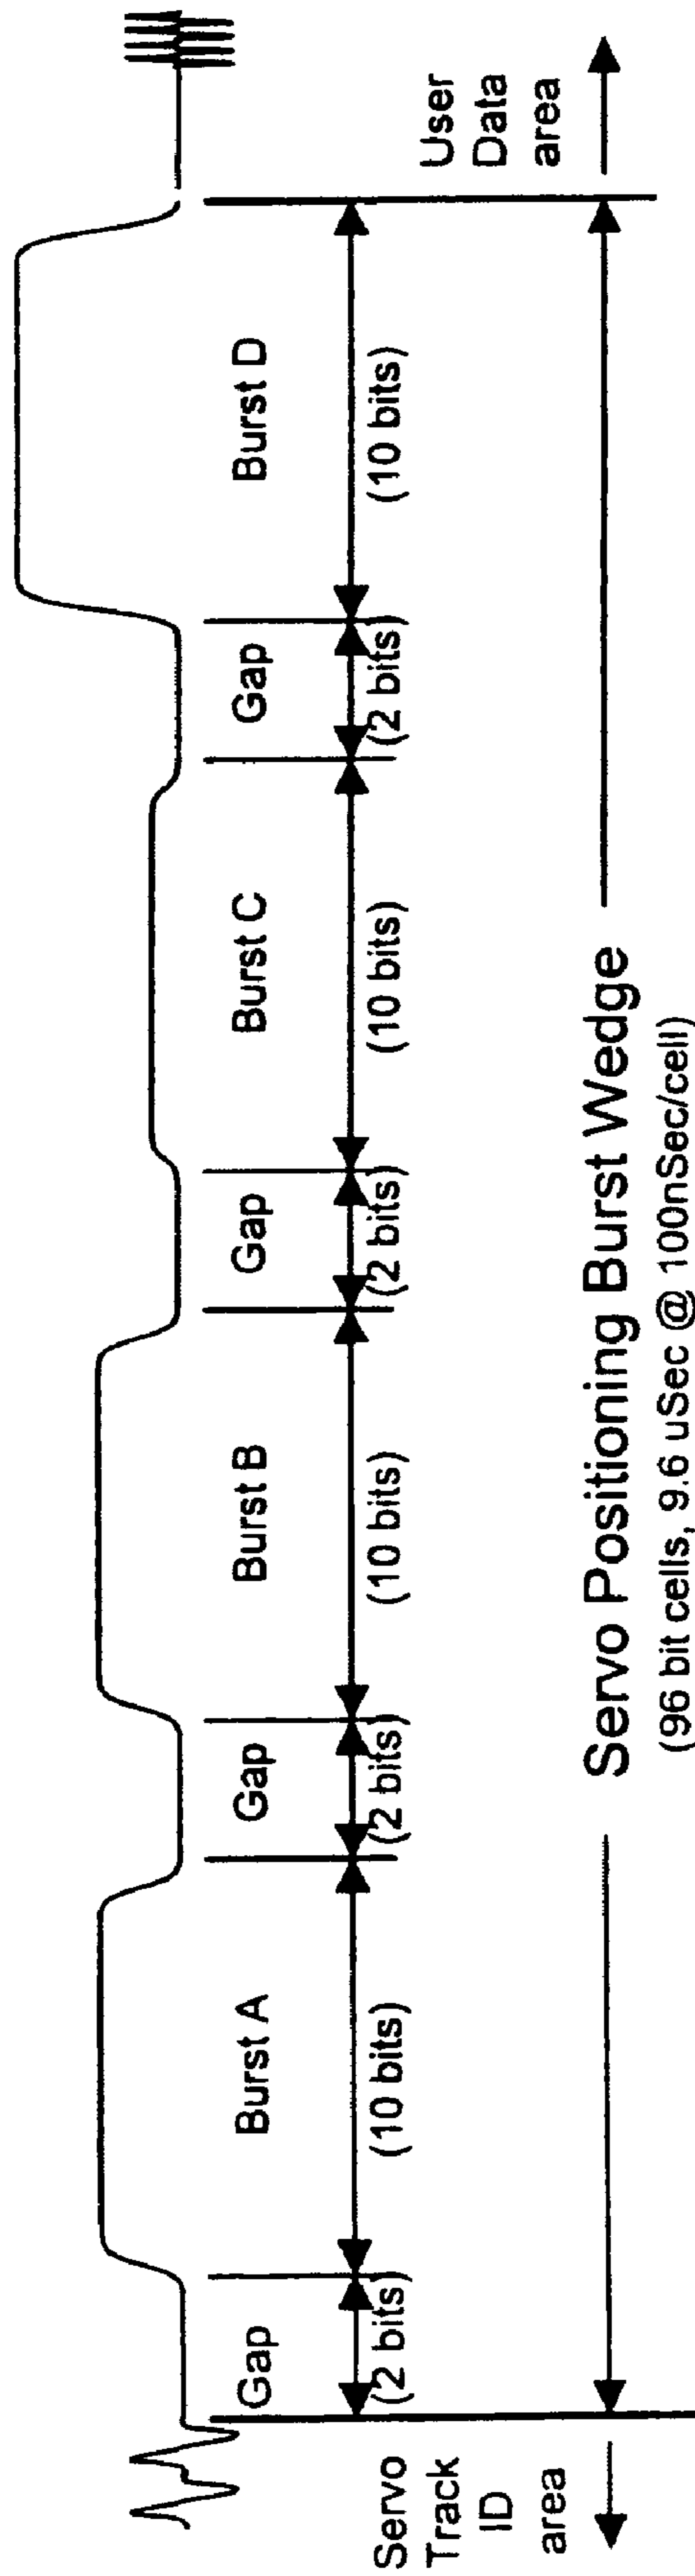 Servo
Track
ID
area
Gap
(2 bits)
Burst A
(10 bits)
Gap
(2 bits)
Burst B
(10 bits)
Gap
(2 bits)
Burst C
(10 bits)
Gap
(2 bits)
Burst D
(10 bits)
User
Data
area
Servo Positioning Burst Wedge
(96 bit cells, 9.6 uSec @ 100nSec/cell)